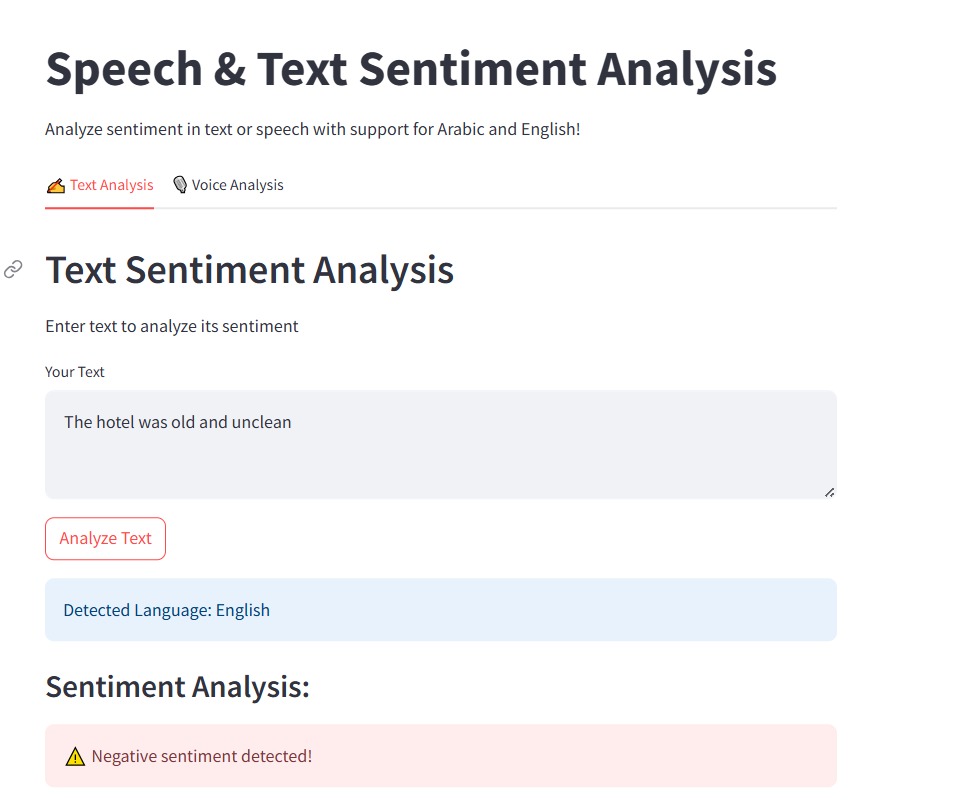 Speech & Text Sentiment Analysis
Analyze sentiment in text or speech with support for Arabic and English!
✍️ Text Analysis 🎙️ Voice Analysis
Text Sentiment Analysis
Enter text to analyze its sentiment
Your Text
The hotel was old and unclean
Analyze Text
Detected Language: English
Sentiment Analysis:
⚠️ Negative sentiment detected!